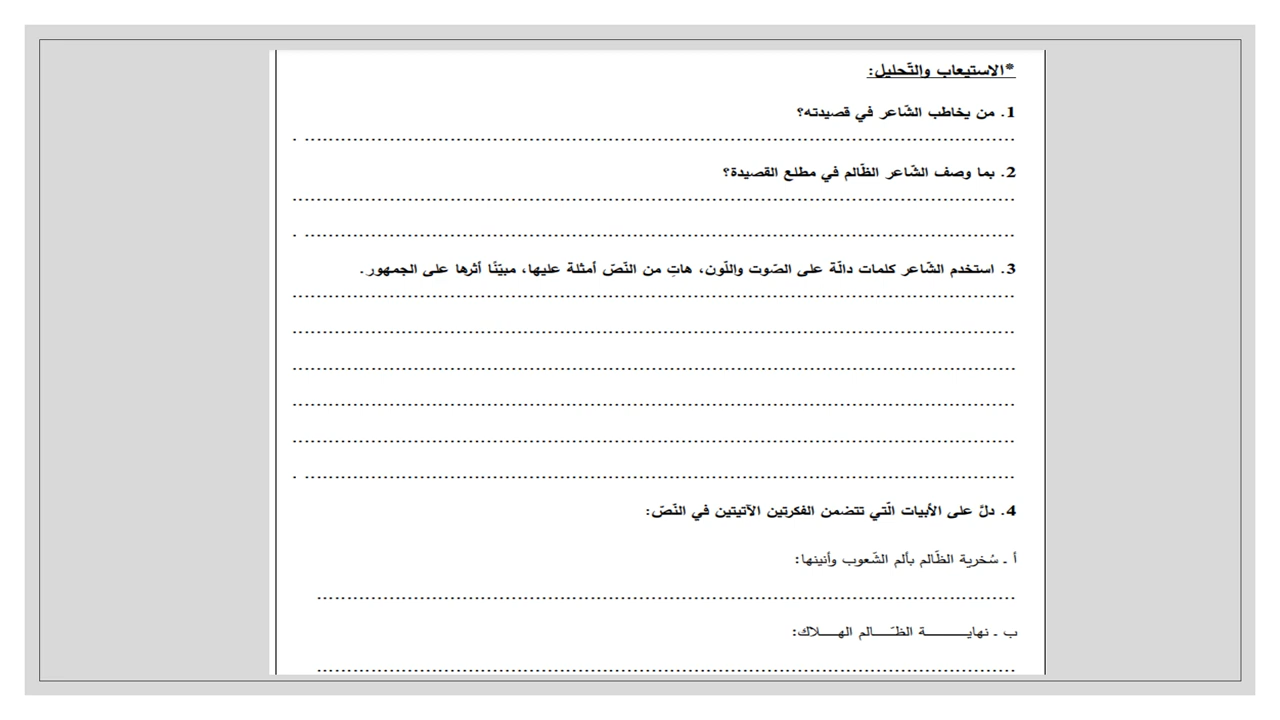 *الاستيعاب والتّحليل:
1. من يخاطب الشّاعر في قصيدته؟
................................................................................................ .
2. بما وصف الشّاعر الظّالم في مطلع القصيدة؟
................................................................................................
................................................................................................ .
3. استخدم الشّاعر كلمات دالّة على الصّوت واللّون، هاتِ من النّصّ أمثلة عليها، مبيّنًا أثرها على الجمهور.
................................................................................................
................................................................................................
................................................................................................
................................................................................................
................................................................................................
................................................................................................ .
4. دلَّ على الأبيات الّتي تتضمن الفكرتين الآتيتين في النّصّ:
أ ـ سُخرية الظّالم بألم الشّعوب وأنينها:
................................................................................................
ب ـ نهايـــــــــة الظّـــــالم الهـــــلاك:
................................................................................................